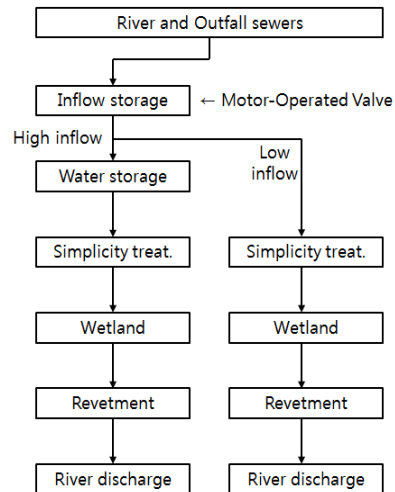 River and Outfall sewers
Inflow storage ← Motor-Operated Valve
High inflow
Low
inflow
Water storage
Simplicity treat. Simplicity treat.
Wetland Wetland
Revetment Revetment
River discharge River discharge